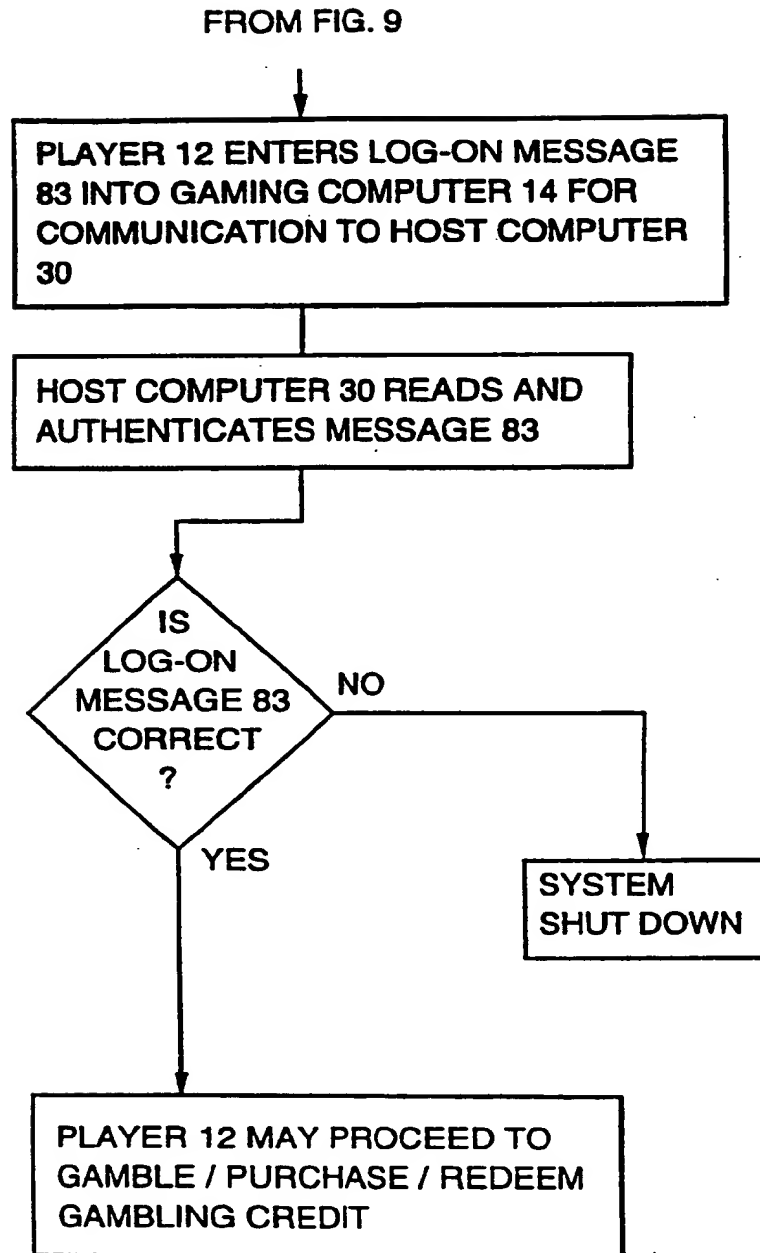 FROM FIG. 9
PLAYER 12 ENTERS LOG-ON MESSAGE
83 INTO GAMING COMPUTER 14 FOR
COMMUNICATION TO HOST COMPUTER
30
HOST COMPUTER 30 READS AND
AUTHENTICATES MESSAGE 83
IS
LOG-ON
MESSAGE 83
CORRECT
?
NO
YES
SYSTEM
SHUT DOWN
PLAYER 12 MAY PROCEED TO
GAMBLE / PURCHASE / REDEEM
GAMBLING CREDIT